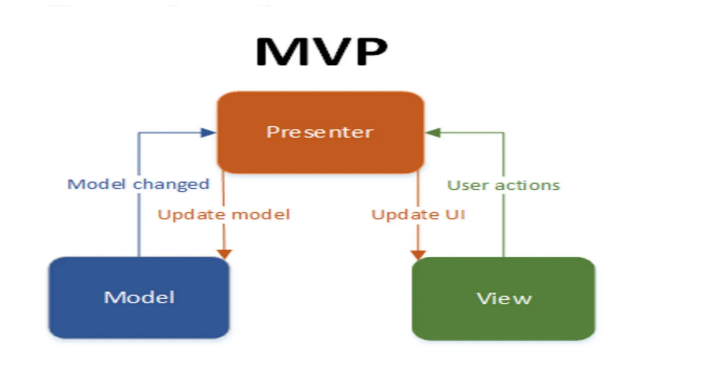 MVP
Presenter
Model changed
User actions
Update model
Update UI
Model
View